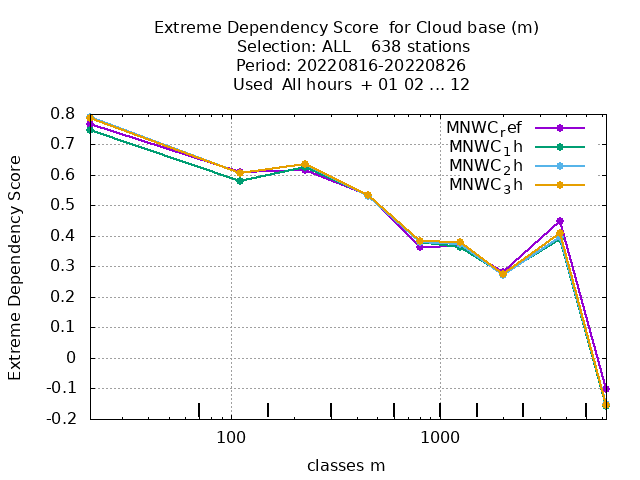 Extreme Dependency Score  for Cloud base (m)
Selection: ALL    638 stations
Period: 20220816-20220826
Used  All hours  + 01 02 ... 12
0.8
0.7
0.6
0.5
0.4
0.3
0.2
0.1
0
-0.1
-0.2
Extreme Dependency Score
MNWC_ref
MNWC_1h
MNWC_2h
MNWC_3h
100
1000
classes m